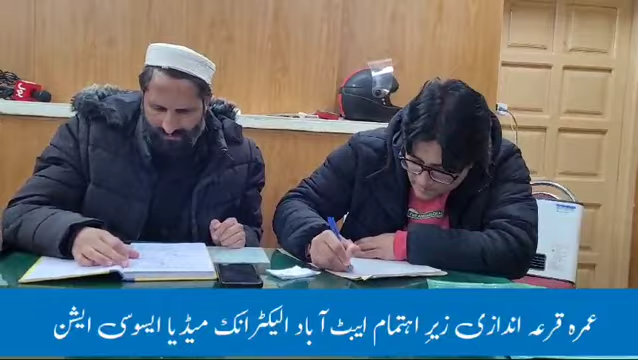 عمرہ قرعہ اندازی زیرِ اہتمام ایبٹ آباد الیکٹرانک میڈیا ایسوسی ایشن